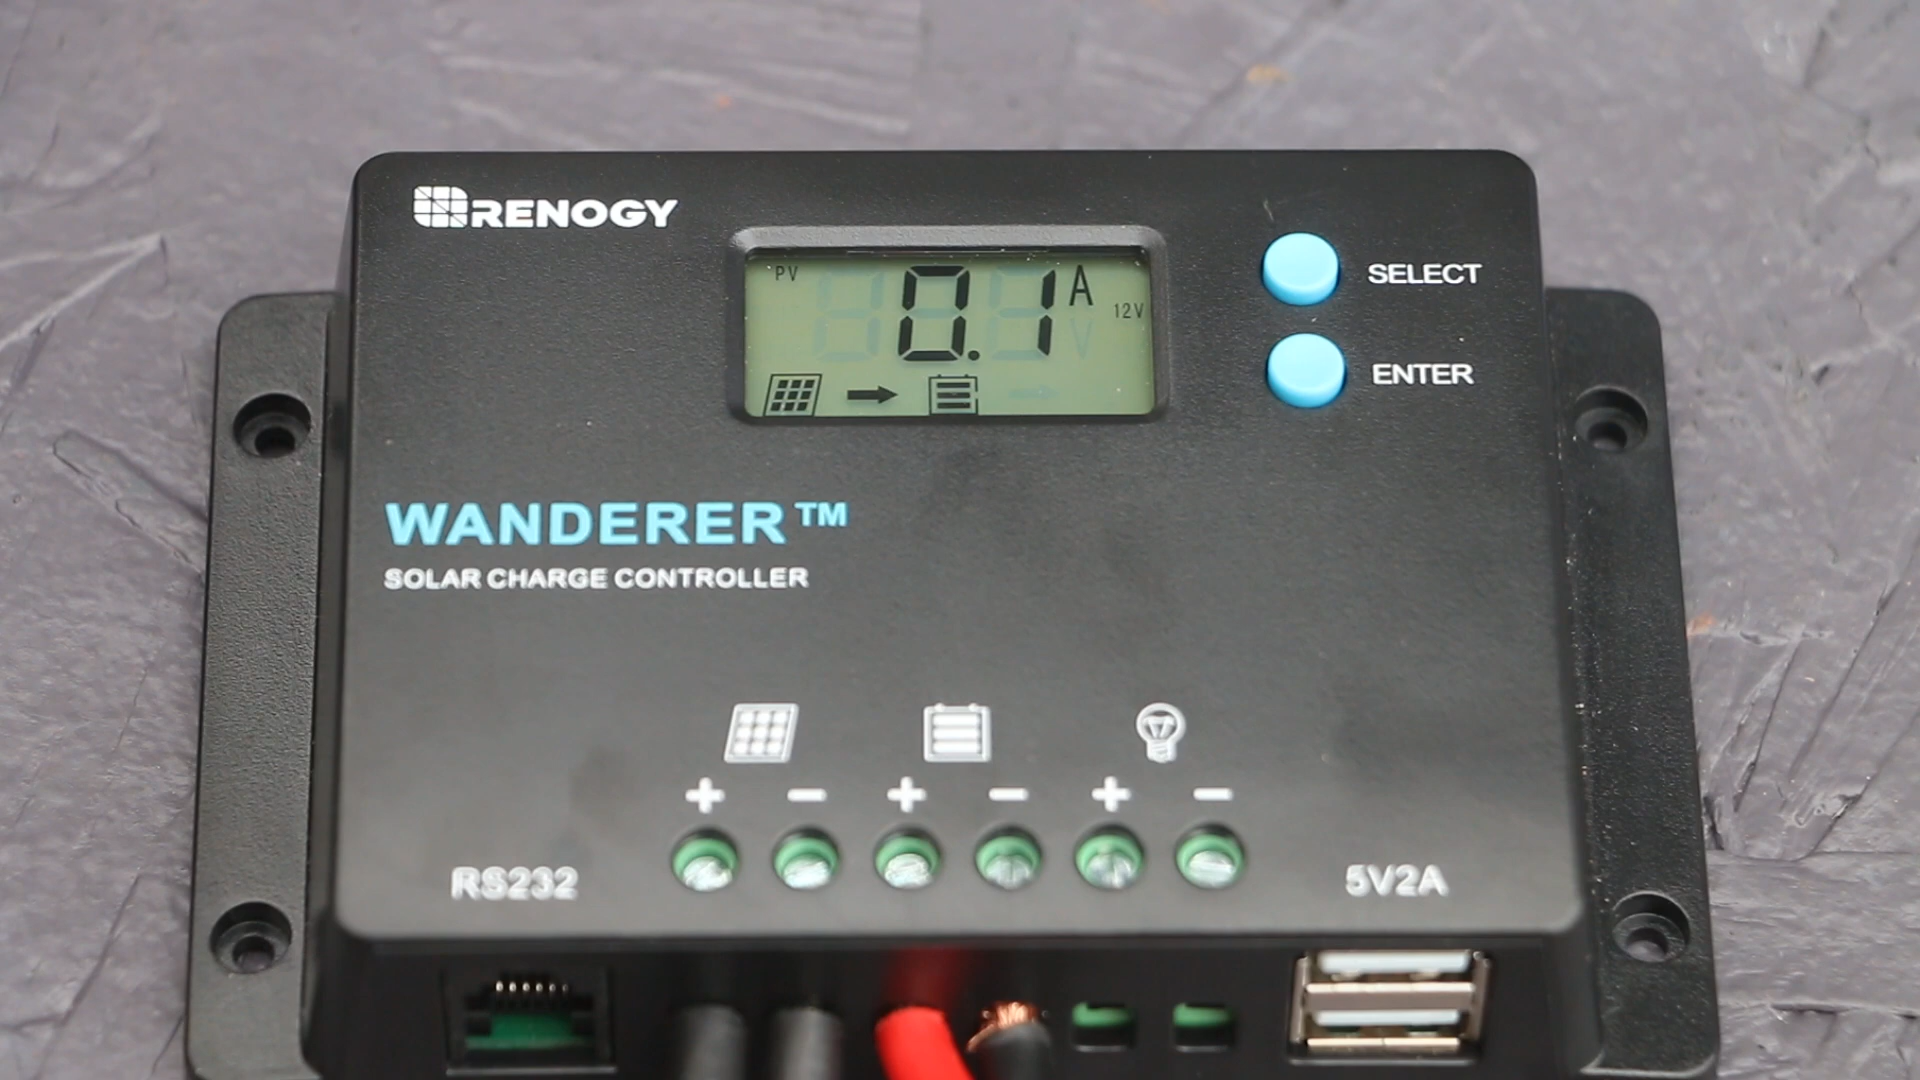 RENOGY
PV 0.1 A
12V
SELECT
ENTER
WANDERER™
SOLAR CHARGE CONTROLLER
+ − + − + −
RS232
5V2A